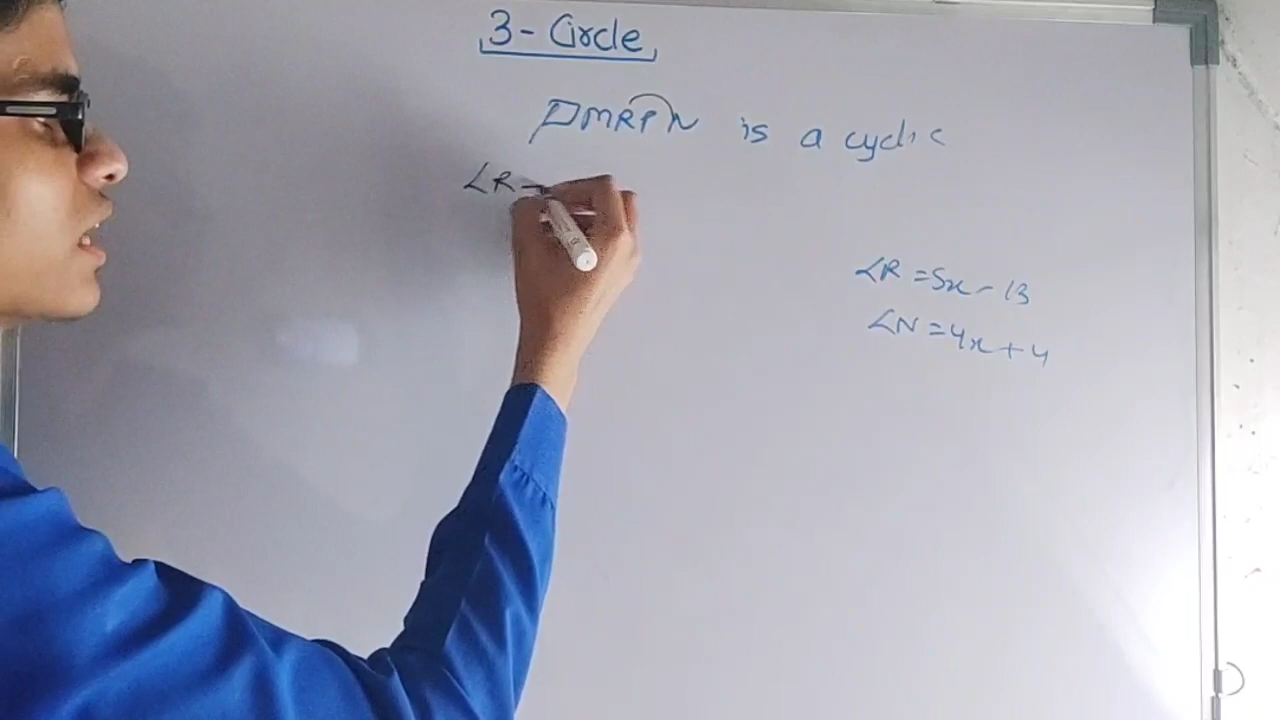 3 - Circle
□MRPN is a cyclic
∠R
∠R = 5x - 13
∠N = 4x + 4